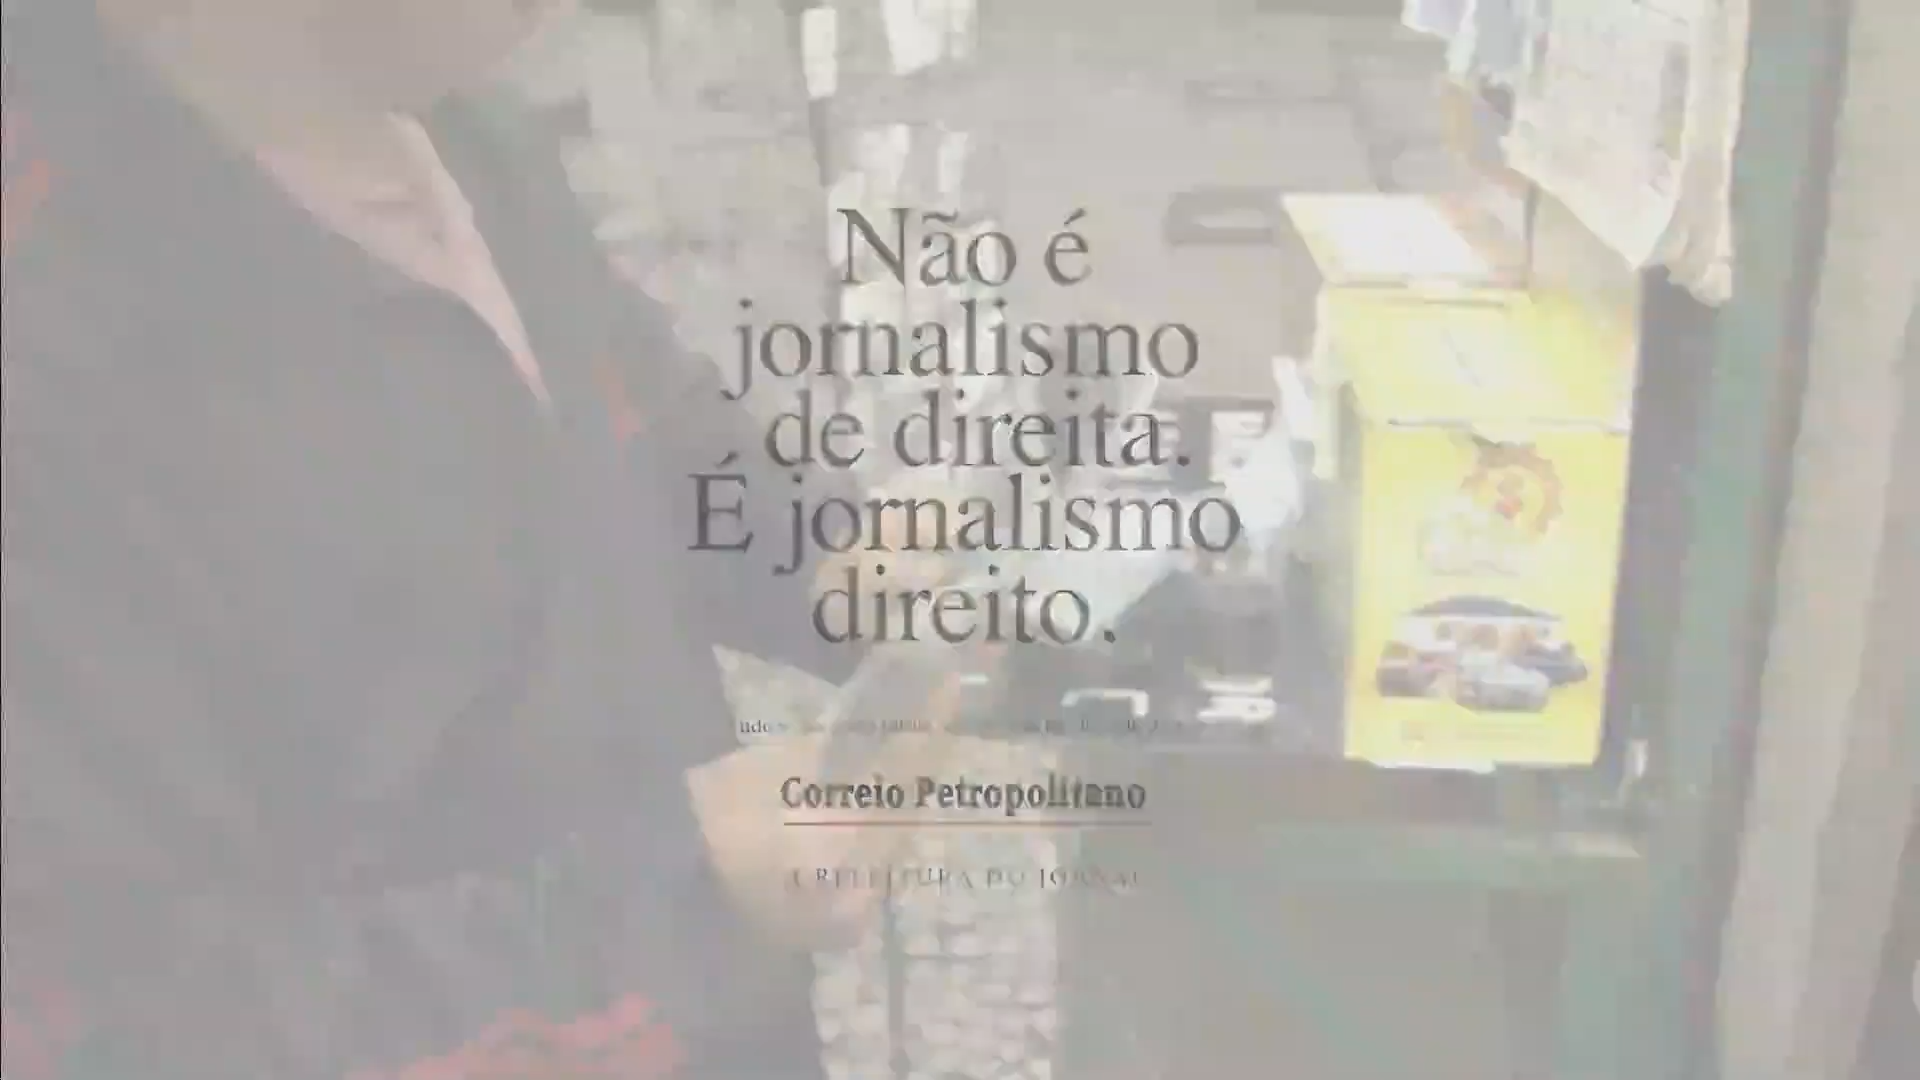 Não é
jornalismo
de direita.
É jornalismo
direito.
Correio Petropolitano